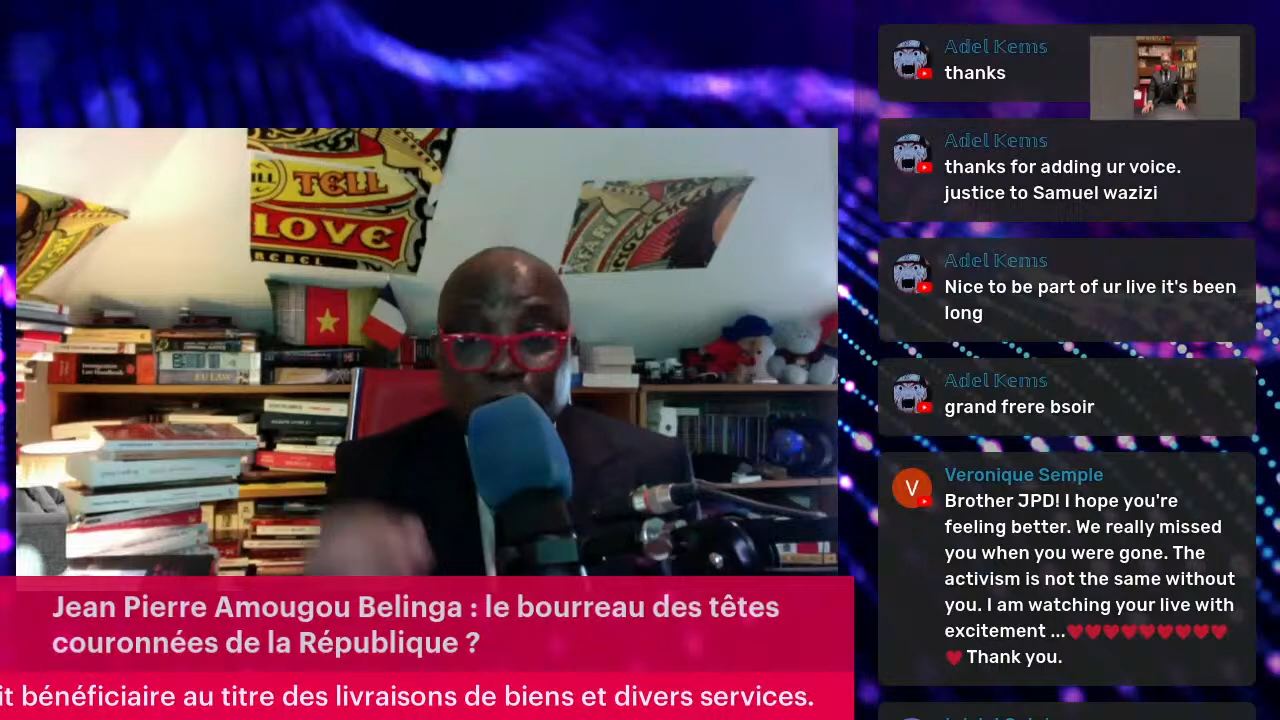 TELL
LOVE
REBEL
EU LAW
Jean Pierre Amougou Belinga : le bourreau des têtes
couronnées de la République ?
it bénéficiaire au titre des livraisons de biens et divers services.
Adel Kems
thanks
Adel Kems
thanks for adding ur voice.
justice to Samuel wazizi
Adel Kems
Nice to be part of ur live it's been
long
Adel Kems
grand frere bsoir
V
Veronique Semple
Brother JPD! I hope you're
feeling better. We really missed
you when you were gone. The
activism is not the same without
you. I am watching your live with
excitement ...❤❤❤❤❤❤❤❤❤
❤ Thank you.